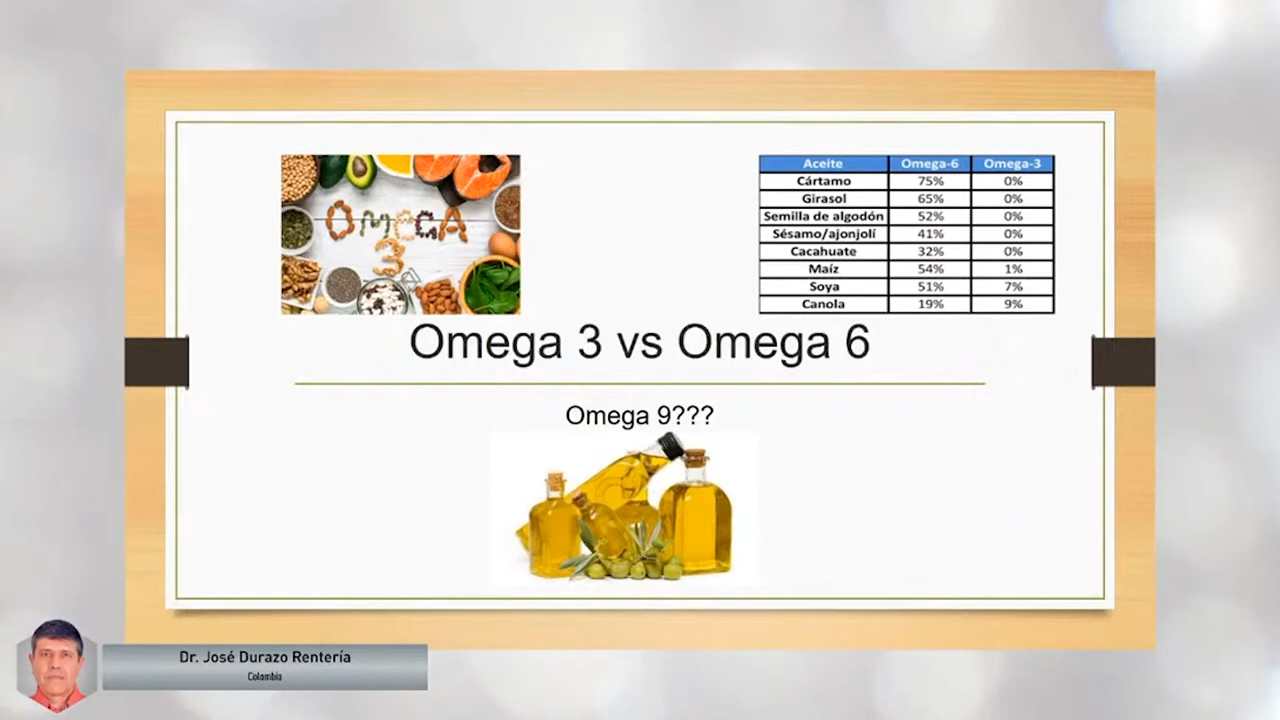 OMEGA
3
Aceite Omega-6 Omega-3
Cártamo 75% 0%
Girasol 65% 0%
Semilla de algodón 52% 0%
Sésamo/ajonjolí 41% 0%
Cacahuate 32% 0%
Maíz 54% 1%
Soya 51% 7%
Canola 19% 9%
Omega 3 vs Omega 6
Omega 9???
Dr. José Durazo Rentería
Colombia